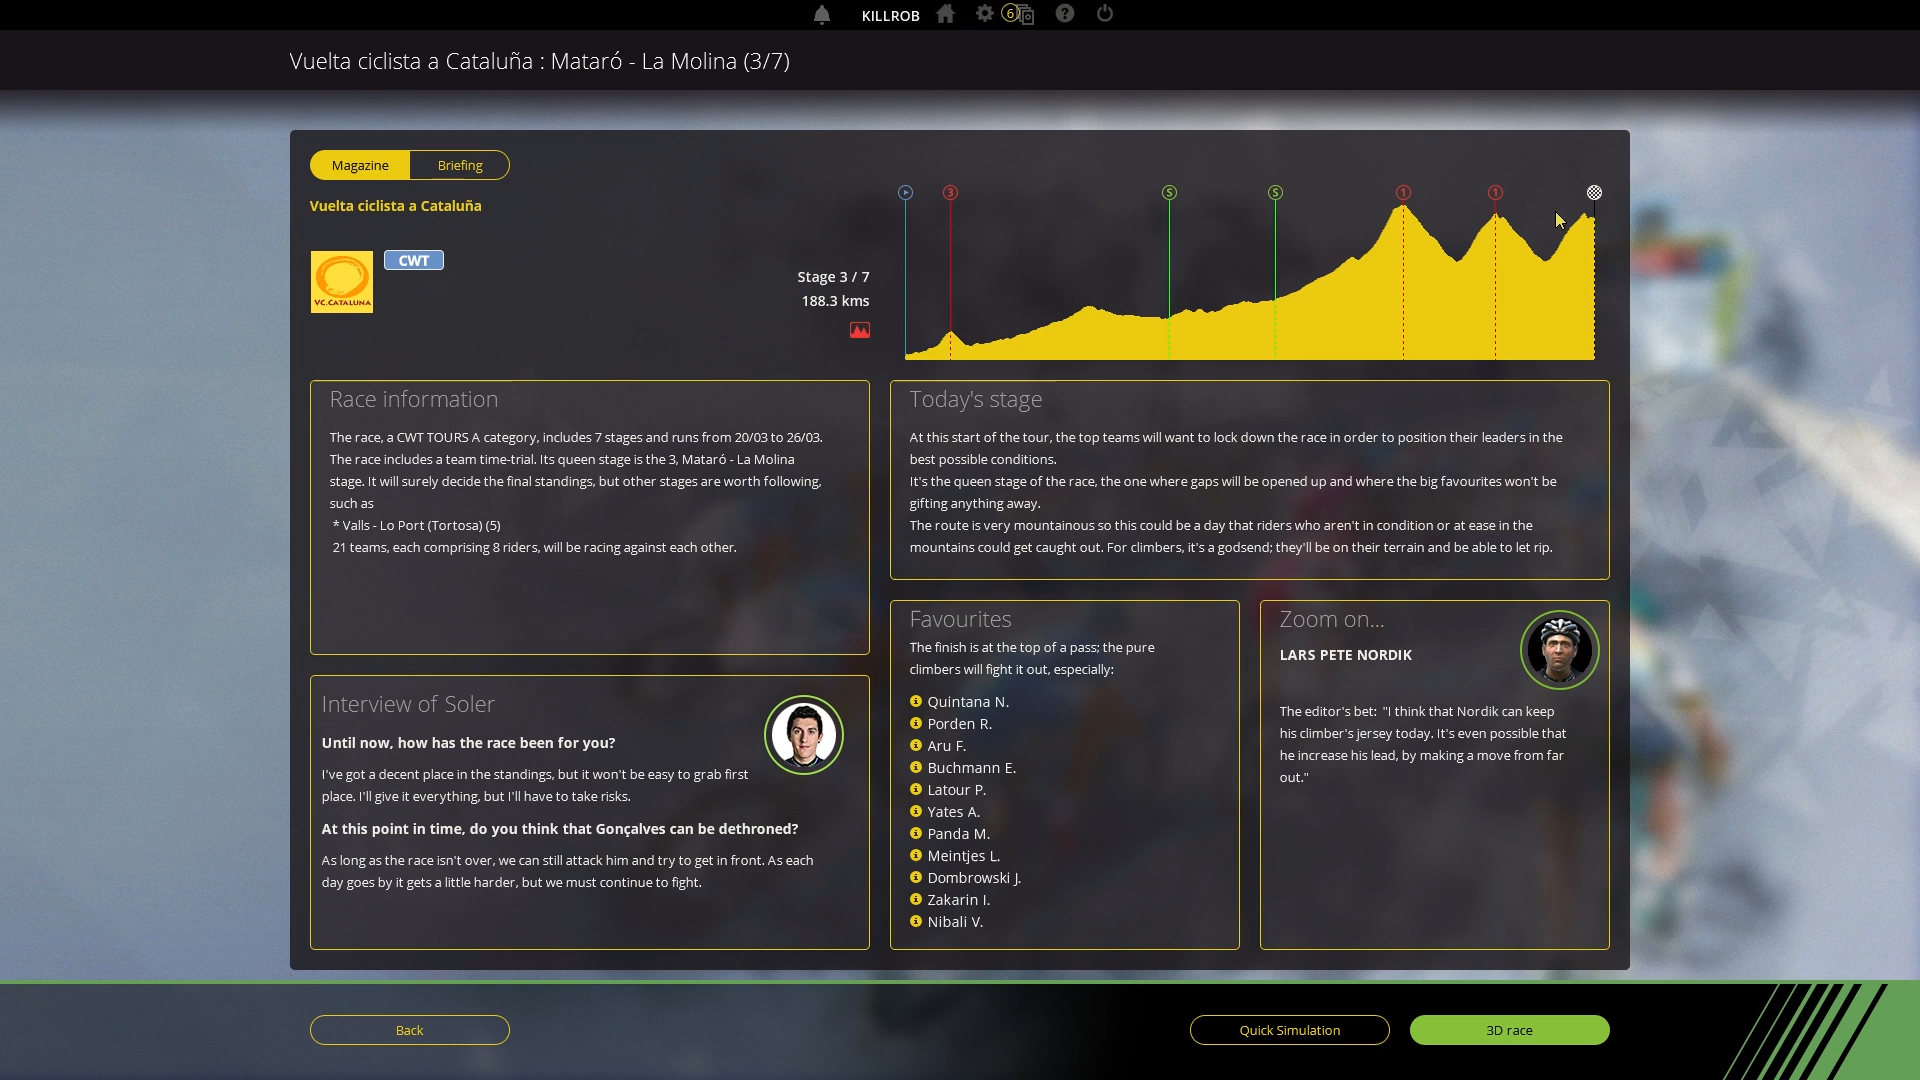 KILLROB
6
Vuelta ciclista a Cataluña : Mataró - La Molina (3/7)
Magazine
Briefing
Vuelta ciclista a Cataluña
VC.CATALUNA
CWT
Stage 3 / 7
188.3 kms
3
S
S
1
1
Race information
The race, a CWT TOURS A category, includes 7 stages and runs from 20/03 to 26/03.
The race includes a team time-trial. Its queen stage is the 3, Mataró - La Molina
stage. It will surely decide the final standings, but other stages are worth following,
such as
* Valls - Lo Port (Tortosa) (5)
21 teams, each comprising 8 riders, will be racing against each other.
Today's stage
At this start of the tour, the top teams will want to lock down the race in order to position their leaders in the
best possible conditions.
It's the queen stage of the race, the one where gaps will be opened up and where the big favourites won't be
gifting anything away.
The route is very mountainous so this could be a day that riders who aren't in condition or at ease in the
mountains could get caught out. For climbers, it's a godsend; they'll be on their terrain and be able to let rip.
Interview of Soler
Until now, how has the race been for you?
I've got a decent place in the standings, but it won't be easy to grab first
place. I'll give it everything, but I'll have to take risks.
At this point in time, do you think that Gonçalves can be dethroned?
As long as the race isn't over, we can still attack him and try to get in front. As each
day goes by it gets a little harder, but we must continue to fight.
Favourites
The finish is at the top of a pass; the pure
climbers will fight it out, especially:
Quintana N.
Porden R.
Aru F.
Buchmann E.
Latour P.
Yates A.
Panda M.
Meintjes L.
Dombrowski J.
Zakarin I.
Nibali V.
Zoom on...
LARS PETE NORDIK
The editor's bet: "I think that Nordik can keep
his climber's jersey today. It's even possible that
he increase his lead, by making a move from far
out."
Back
Quick Simulation
3D race